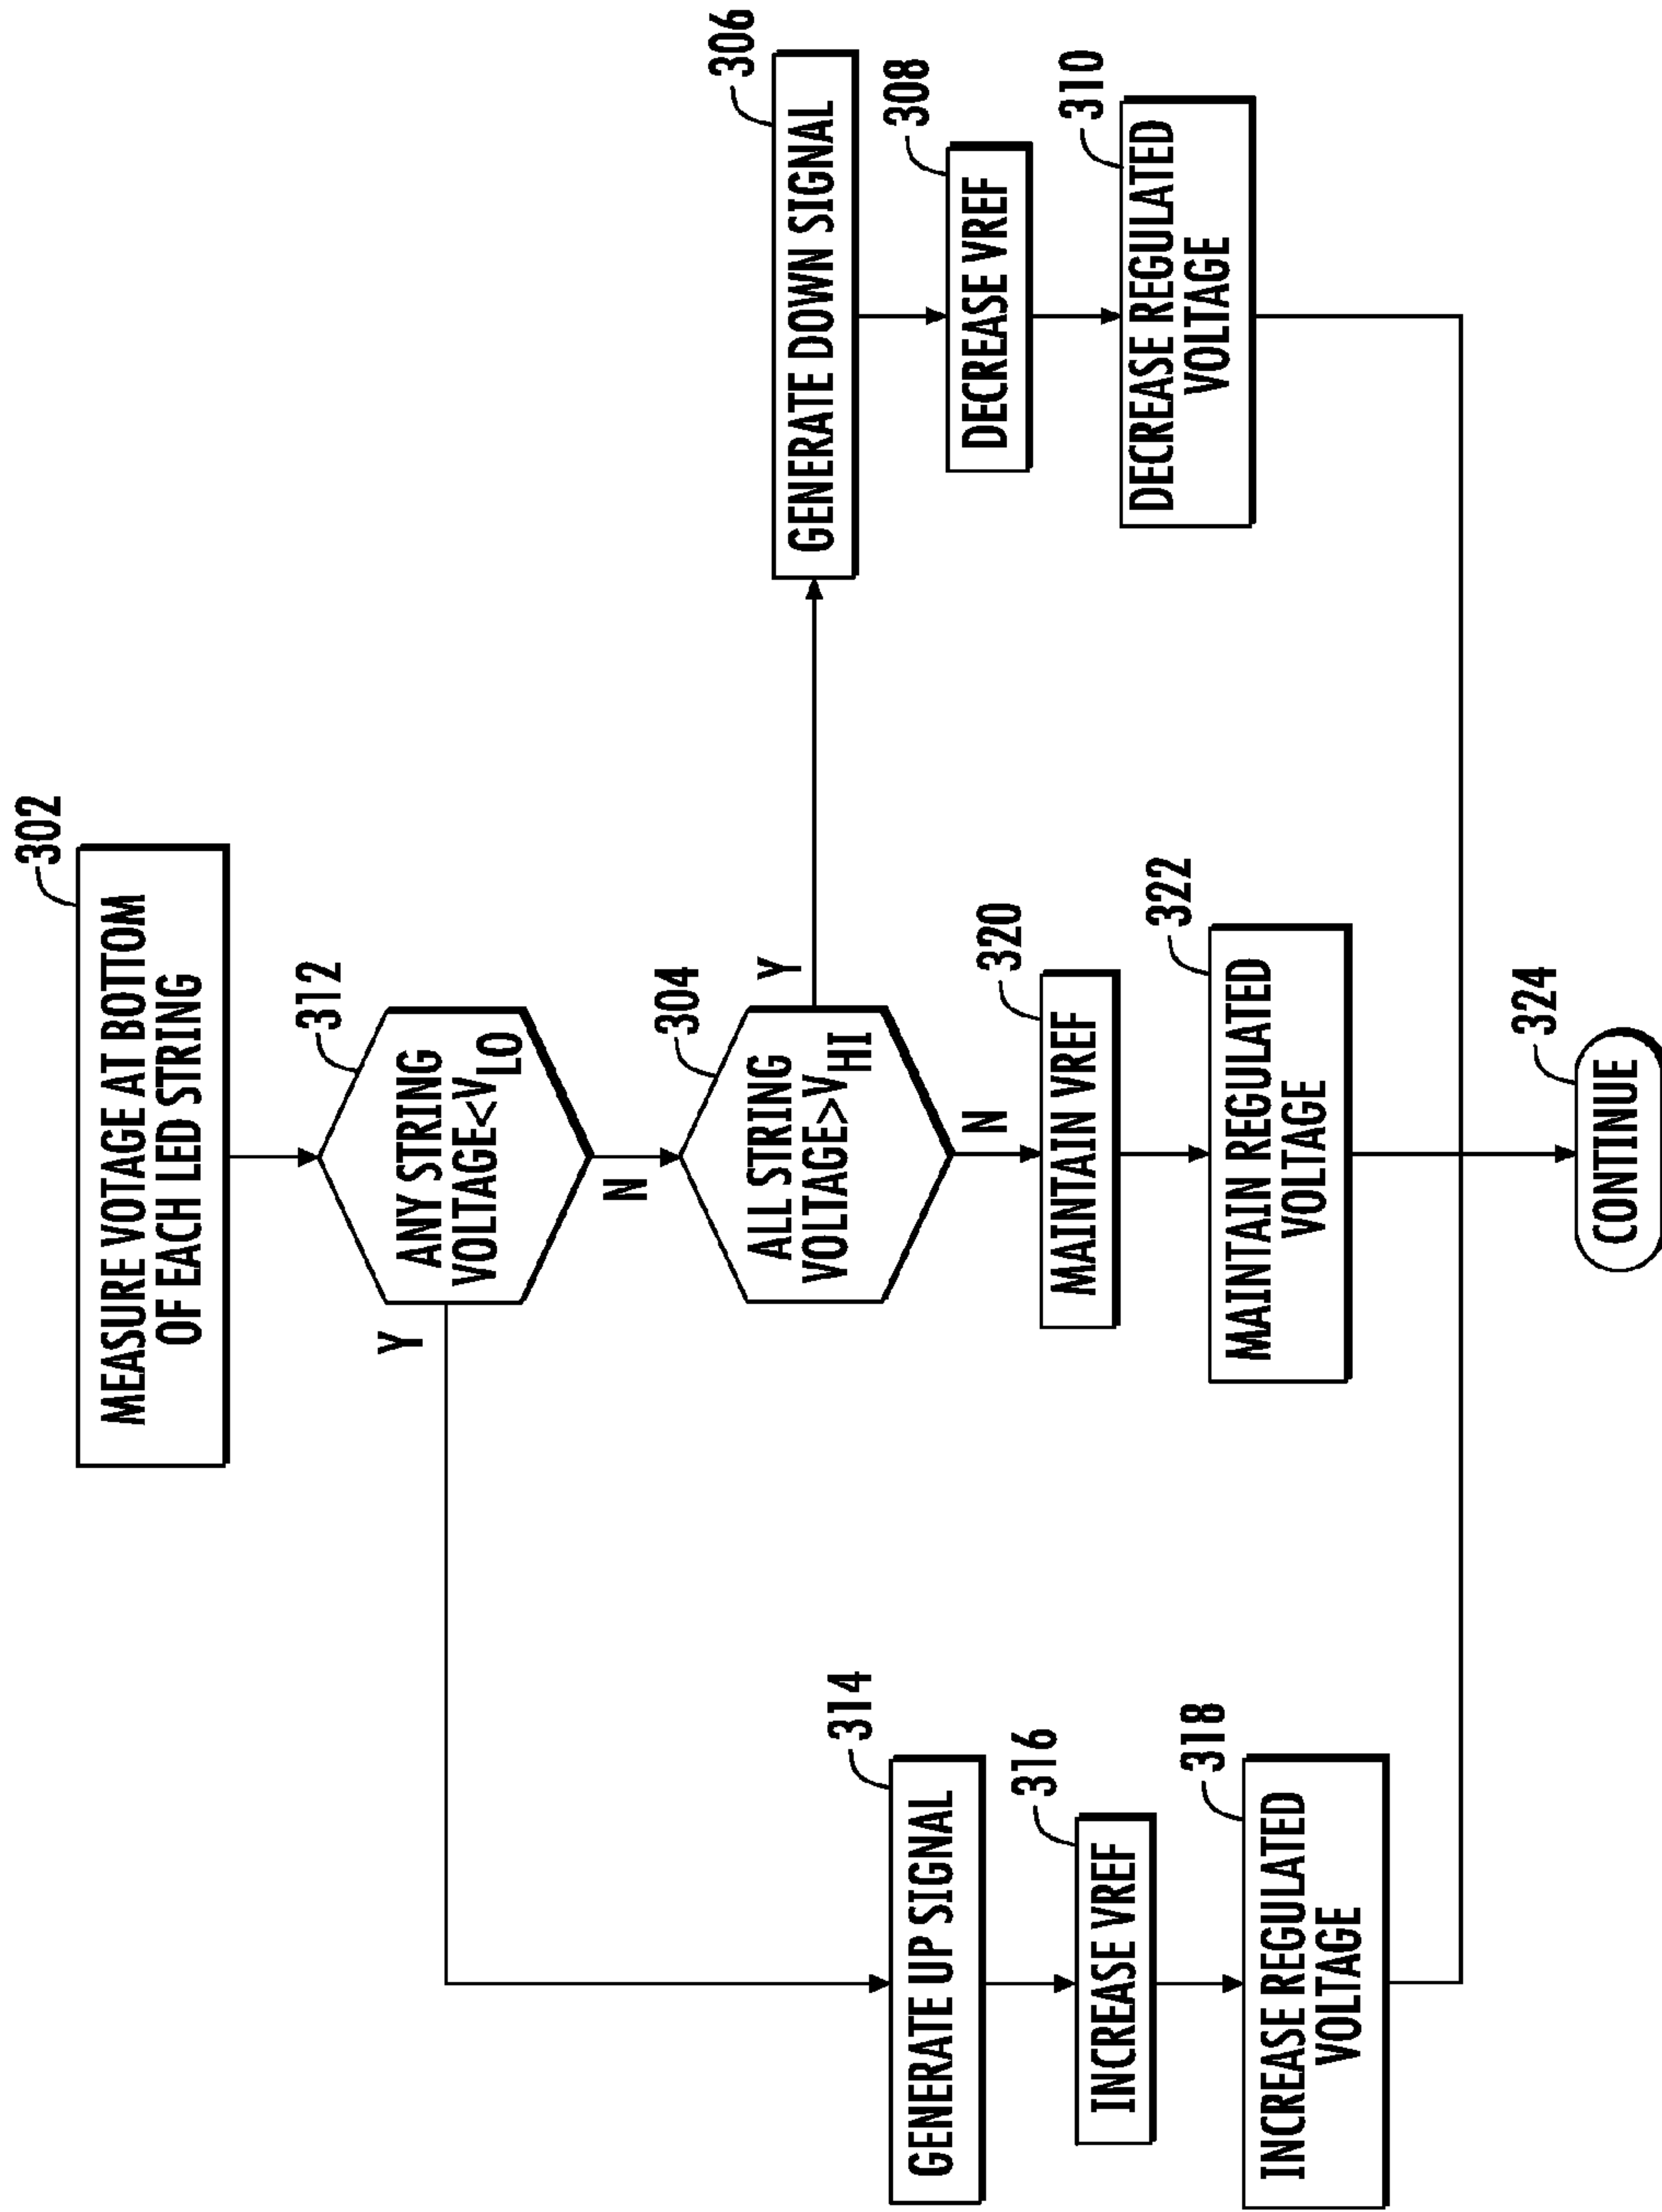 302
MEASURE VOTAGE AT BOTTOM
OF EACH LED STRING
312
ANY STRING
VOLTAGE<V_LO
Y
N
304
ALL STRING
VOLTAGE>V_HI
Y
N
306
GENERATE DOWN SIGNAL
308
DECREASE VREF
310
DECREASE REGULATED
VOLTAGE
320
MAINTAIN VREF
322
MAINTAIN REGULATED
VOLTAGE
314
GENERATE UP SIGNAL
316
INCREASE VREF
318
INCREASE REGULATED
VOLTAGE
324
CONTINUE